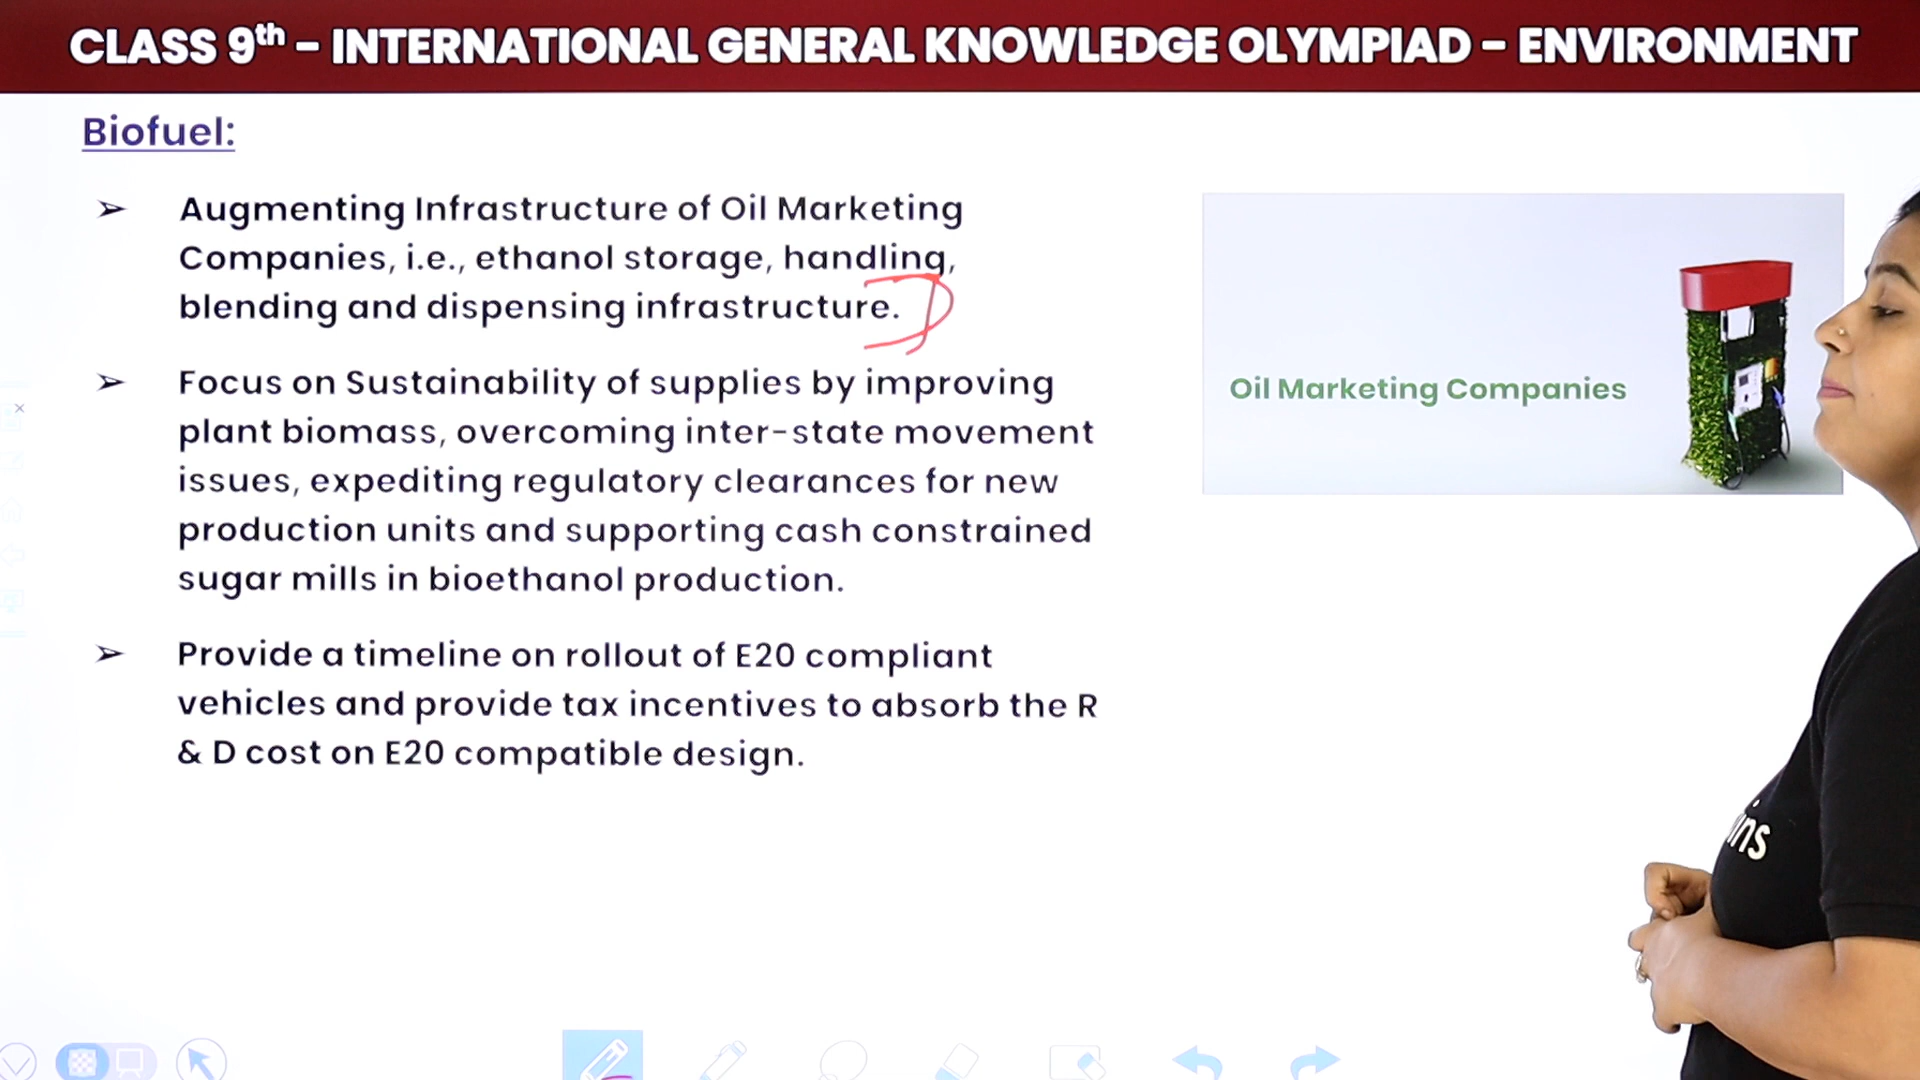 CLASS 9th – INTERNATIONAL GENERAL KNOWLEDGE OLYMPIAD – ENVIRONMENT
Biofuel:
➢ Augmenting Infrastructure of Oil Marketing
Companies, i.e., ethanol storage, handling,
blending and dispensing infrastructure.
➢ Focus on Sustainability of supplies by improving
plant biomass, overcoming inter-state movement
issues, expediting regulatory clearances for new
production units and supporting cash constrained
sugar mills in bioethanol production.
➢ Provide a timeline on rollout of E20 compliant
vehicles and provide tax incentives to absorb the R
& D cost on E20 compatible design.
Oil Marketing Companies